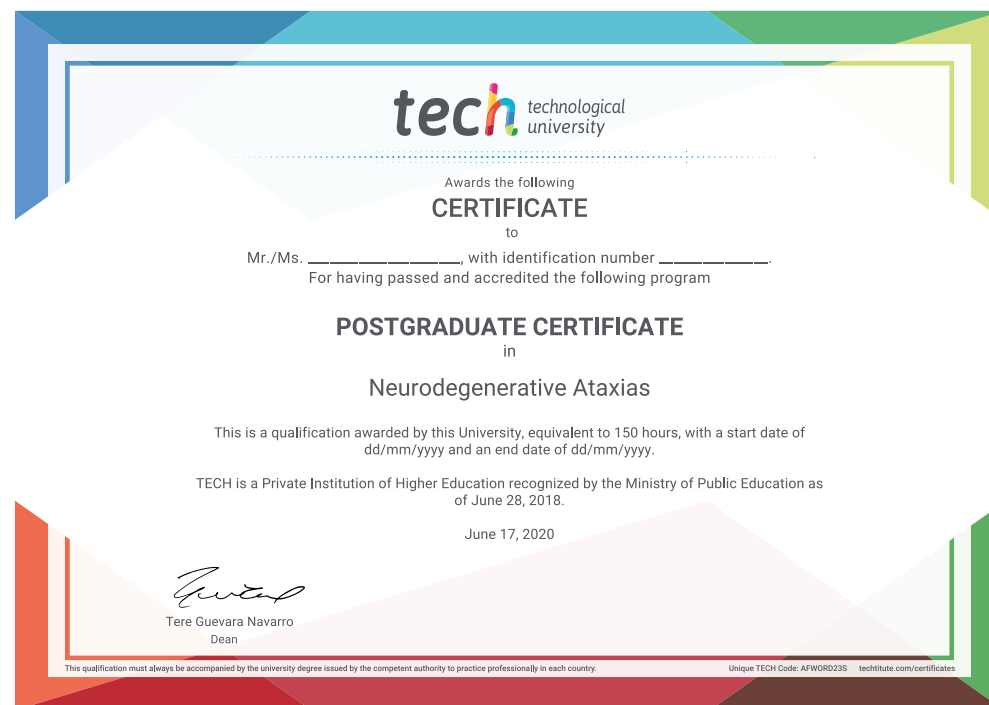 tech technological
university
Awards the following
CERTIFICATE
to
Mr./Ms. ____________________, with identification number ______________.
For having passed and accredited the following program
POSTGRADUATE CERTIFICATE
in
Neurodegenerative Ataxias
This is a qualification awarded by this University, equivalent to 150 hours, with a start date of
dd/mm/yyyy and an end date of dd/mm/yyyy.
TECH is a Private Institution of Higher Education recognized by the Ministry of Public Education as
of June 28, 2018.
June 17, 2020
Tere Guevara Navarro
Dean
This qualification must always be accompanied by the university degree issued by the competent authority to practice professionally in each country.
Unique TECH Code: AFWORD23S techtitute.com/certificates